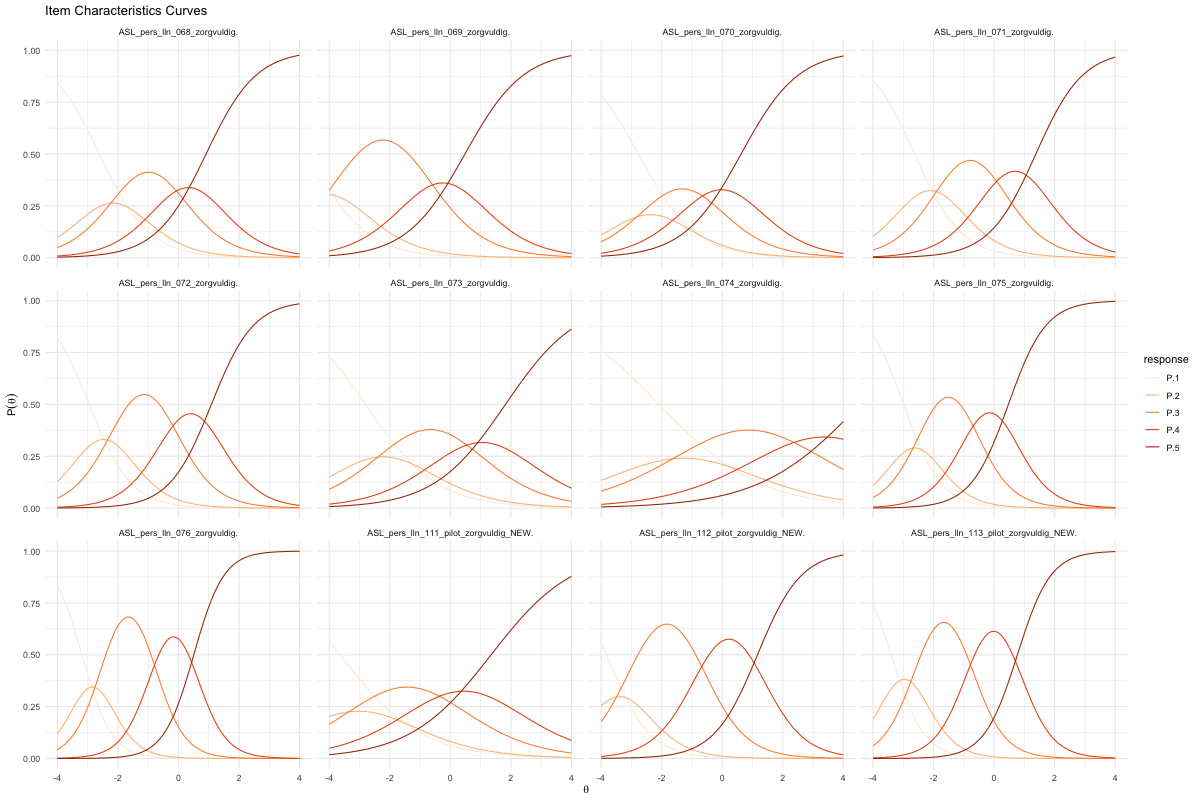 Item Characteristics Curves
ASL_pers_lln_068_zorgvuldig. ASL_pers_lln_069_zorgvuldig. ASL_pers_lln_070_zorgvuldig. ASL_pers_lln_071_zorgvuldig.
1.00
0.75
0.50
0.25
0.00
ASL_pers_lln_072_zorgvuldig. ASL_pers_lln_073_zorgvuldig. ASL_pers_lln_074_zorgvuldig. ASL_pers_lln_075_zorgvuldig.
1.00
0.75
0.50
0.25
0.00
P(θ)
response
P.1
P.2
P.3
P.4
P.5
ASL_pers_lln_076_zorgvuldig. ASL_pers_lln_111_pilot_zorgvuldig_NEW. ASL_pers_lln_112_pilot_zorgvuldig_NEW. ASL_pers_lln_113_pilot_zorgvuldig_NEW.
1.00
0.75
0.50
0.25
0.00
-4 -2 0 2 4 -4 -2 0 2 4 -4 -2 0 2 4 -4 -2 0 2 4
θ